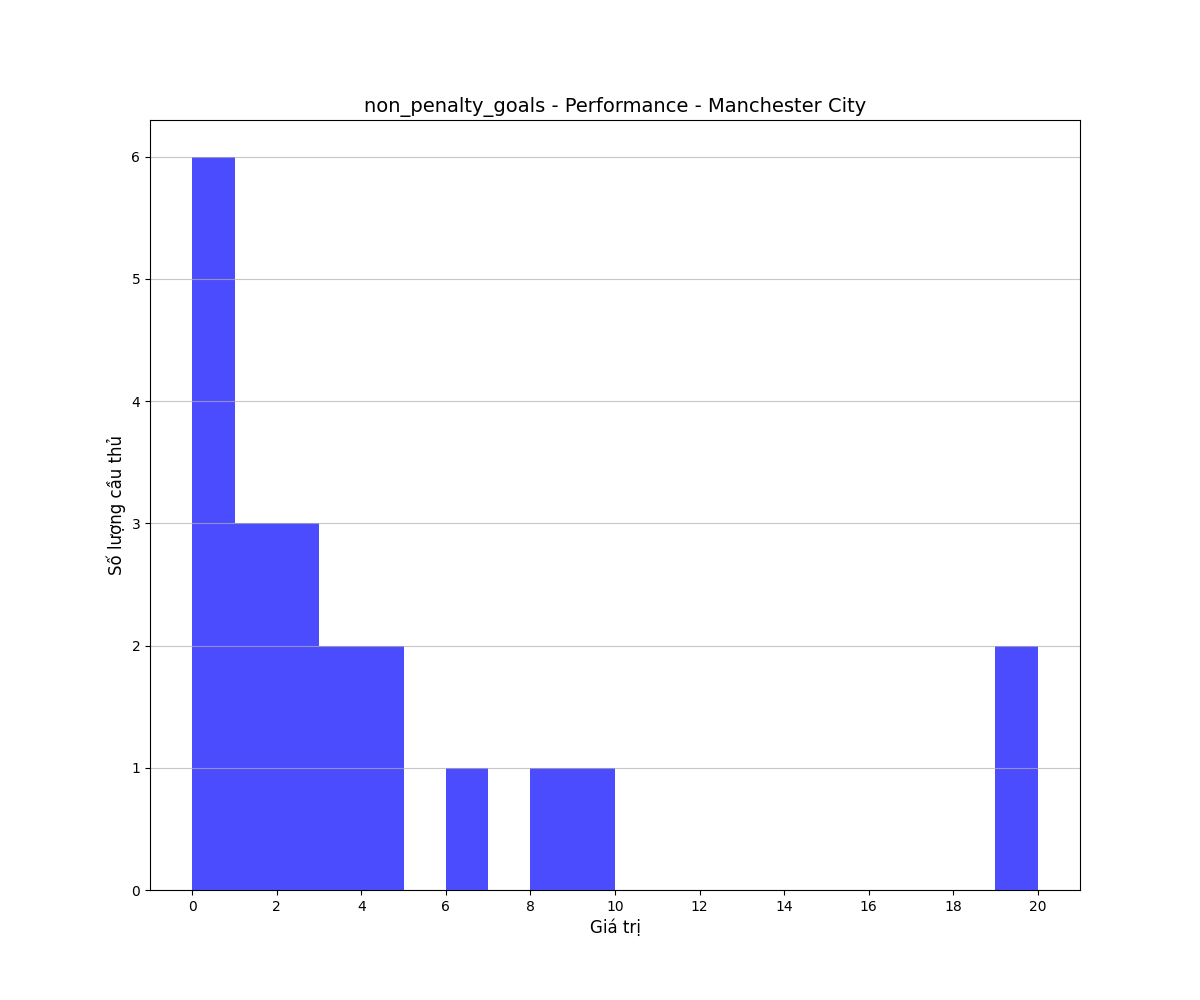 non_penalty_goals - Performance - Manchester City
Số lượng cầu thủ
6
5
4
3
2
1
0
0 2 4 6 8 10 12 14 16 18 20
Giá trị